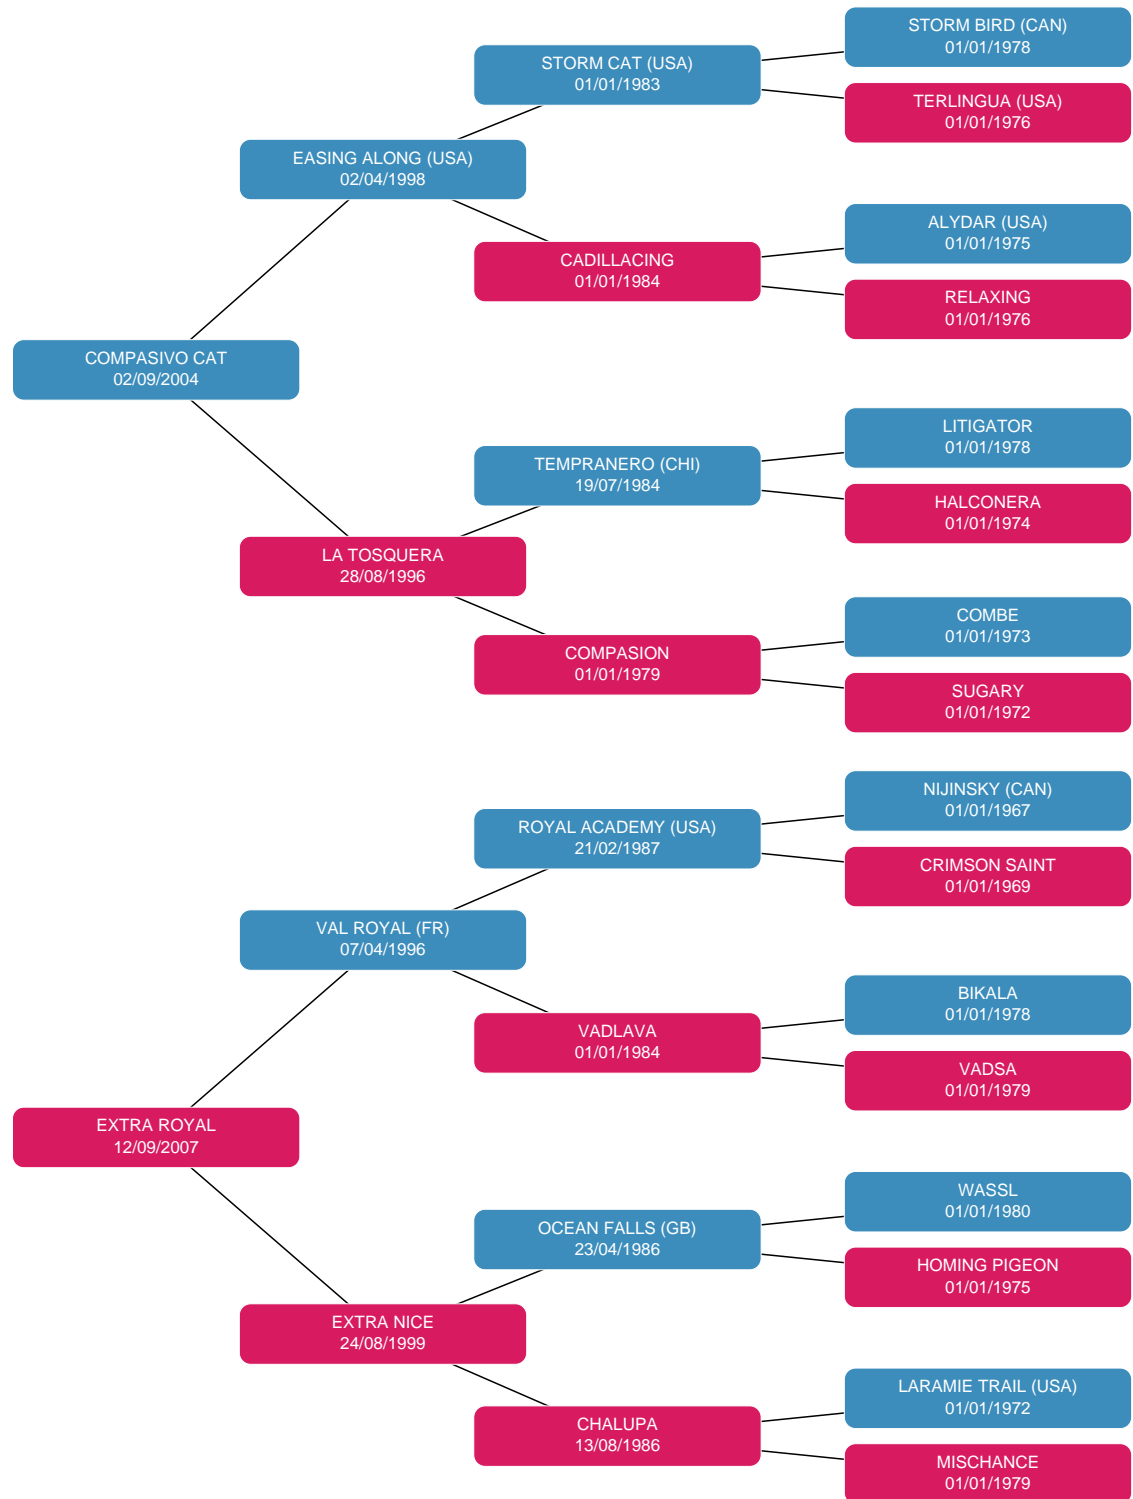 STORM BIRD (CAN)
01/01/1978
STORM CAT (USA)
01/01/1983
TERLINGUA (USA)
01/01/1976
EASING ALONG (USA)
02/04/1998
ALYDAR (USA)
01/01/1975
CADILLACING
01/01/1984
RELAXING
01/01/1976
COMPASIVO CAT
02/09/2004
LITIGATOR
01/01/1978
TEMPRANERO (CHI)
19/07/1984
HALCONERA
01/01/1974
LA TOSQUERA
28/08/1996
COMBE
01/01/1973
COMPASION
01/01/1979
SUGARY
01/01/1972
NIJINSKY (CAN)
01/01/1967
ROYAL ACADEMY (USA)
21/02/1987
CRIMSON SAINT
01/01/1969
VAL ROYAL (FR)
07/04/1996
BIKALA
01/01/1978
VADLAVA
01/01/1984
VADSA
01/01/1979
EXTRA ROYAL
12/09/2007
WASSL
01/01/1980
OCEAN FALLS (GB)
23/04/1986
HOMING PIGEON
01/01/1975
EXTRA NICE
24/08/1999
LARAMIE TRAIL (USA)
01/01/1972
CHALUPA
13/08/1986
MISCHANCE
01/01/1979